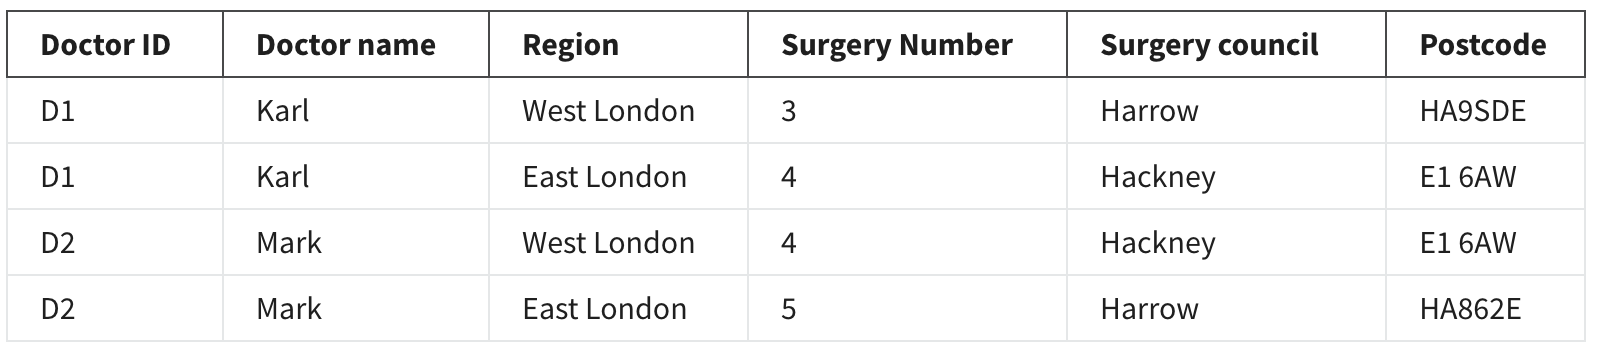 Doctor ID Doctor name Region Surgery Number Surgery council Postcode
D1 Karl West London 3 Harrow HA9SDE
D1 Karl East London 4 Hackney E1 6AW
D2 Mark West London 4 Hackney E1 6AW
D2 Mark East London 5 Harrow HA862E